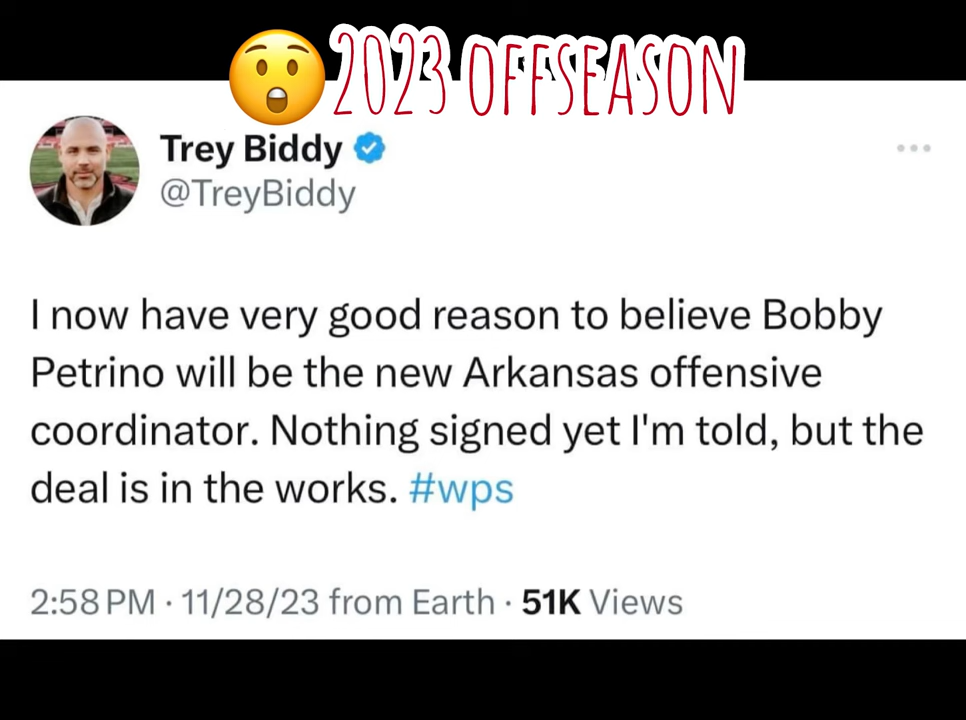 2023 OFFSEASON
Trey Biddy
@TreyBiddy
I now have very good reason to believe Bobby
Petrino will be the new Arkansas offensive
coordinator. Nothing signed yet I'm told, but the
deal is in the works. #wps
2:58 PM · 11/28/23 from Earth · 51K Views